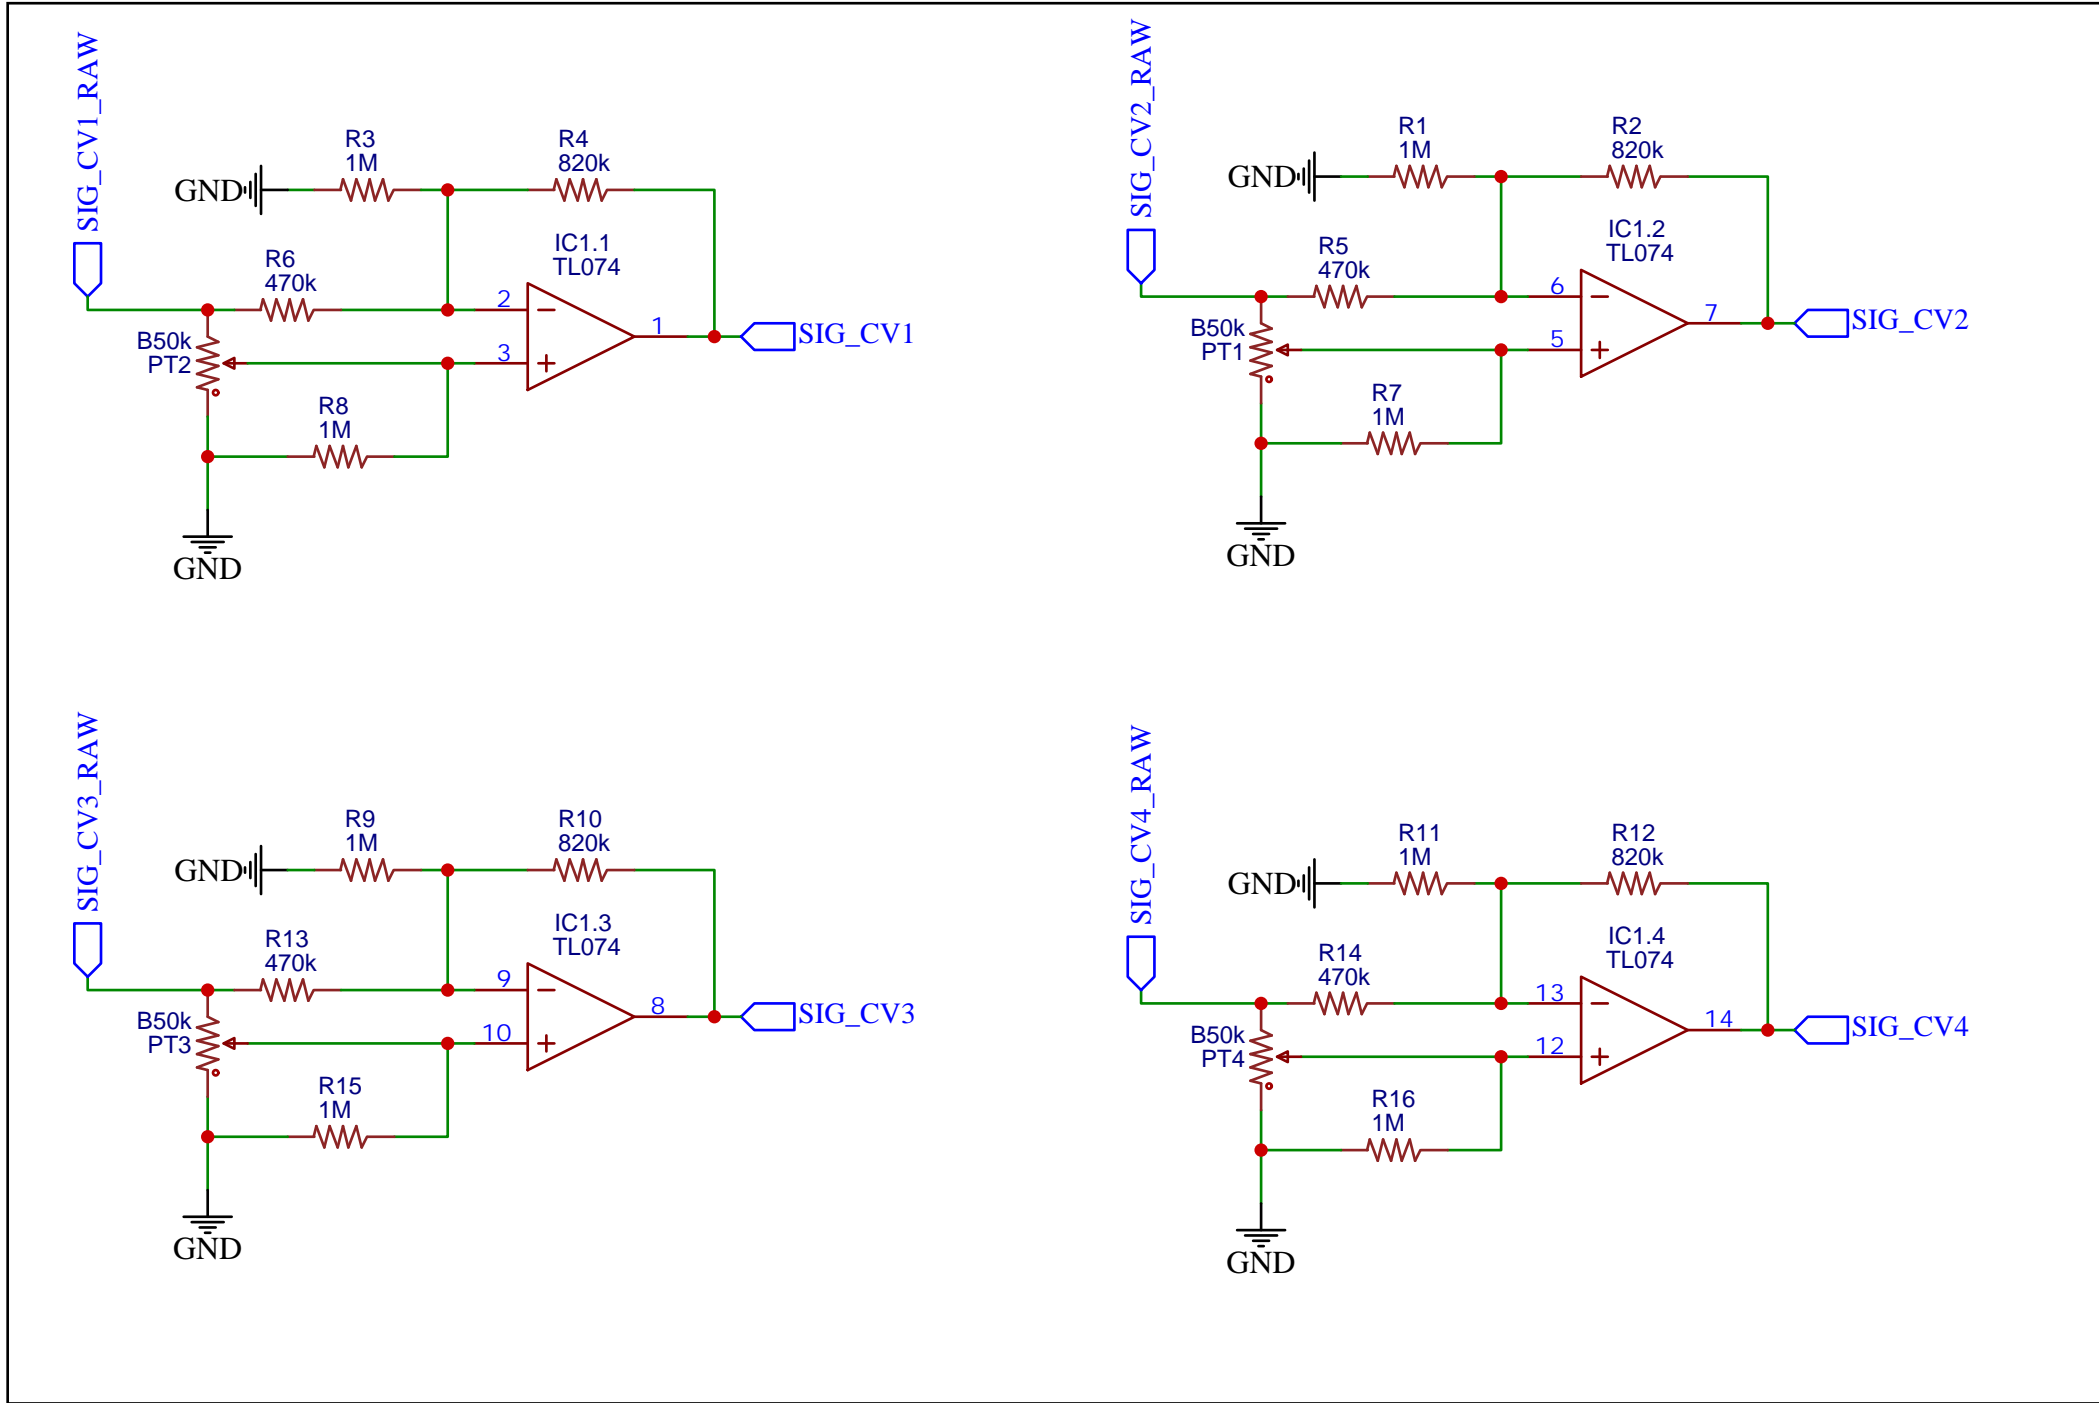 SIG_CV1_RAW
R3
1M
R4
820k
GND
IC1.1
TL074
R6
470k
2
1
3
SIG_CV1
B50k
PT2
R8
1M
GND
SIG_CV2_RAW
R1
1M
R2
820k
GND
IC1.2
TL074
R5
470k
6
7
5
SIG_CV2
B50k
PT1
R7
1M
GND
SIG_CV3_RAW
R9
1M
R10
820k
GND
IC1.3
TL074
R13
470k
9
8
10
SIG_CV3
B50k
PT3
R15
1M
GND
SIG_CV4_RAW
R11
1M
R12
820k
GND
IC1.4
TL074
R14
470k
13
14
12
SIG_CV4
B50k
PT4
R16
1M
GND